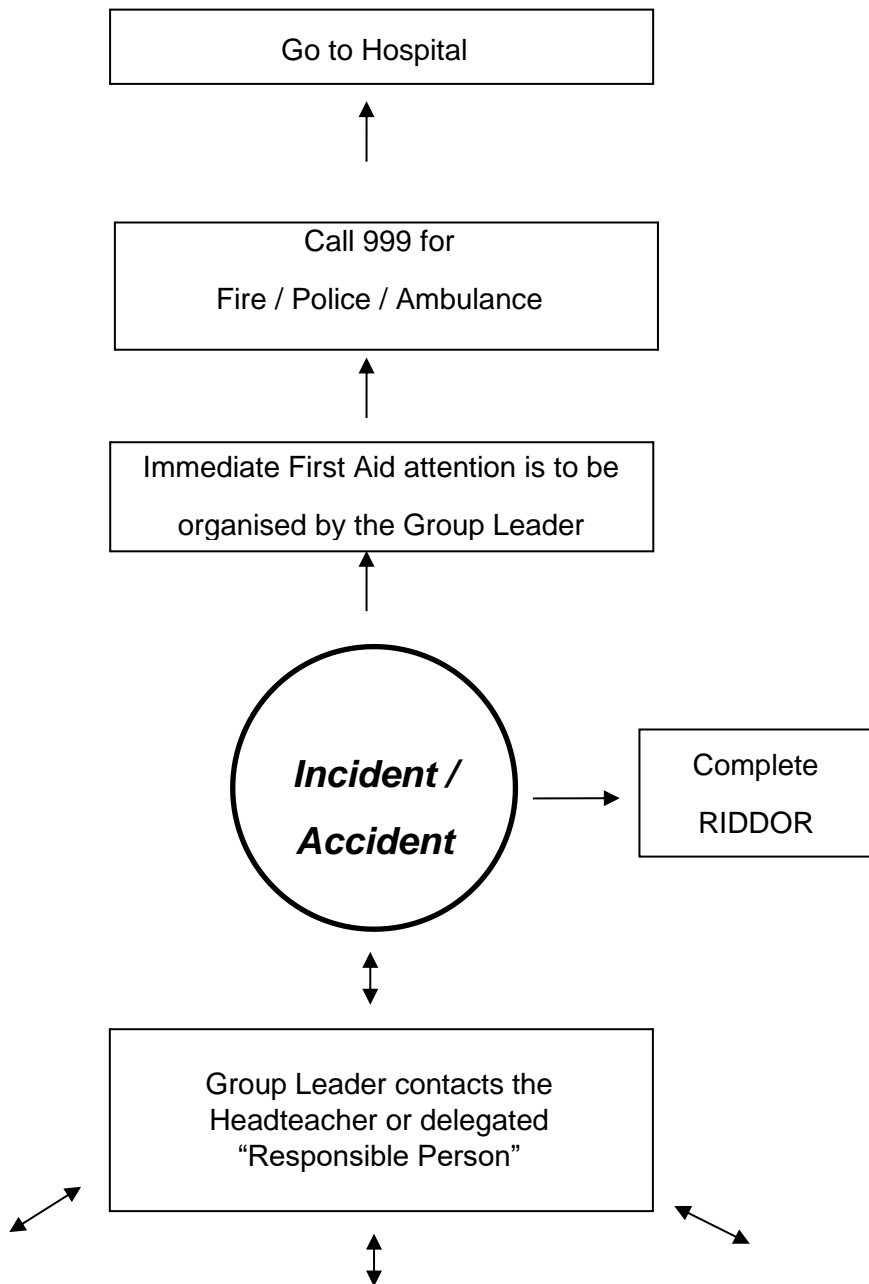 Go to Hospital
Call 999 for
Fire / Police / Ambulance
Immediate First Aid attention is to be
organised by the Group Leader
Incident /
Accident
Complete
RIDDOR
Group Leader contacts the
Headteacher or delegated
“Responsible Person”